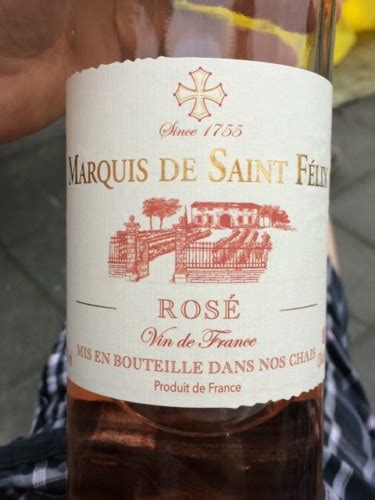 Since 1755
MARQUIS DE SAINT FÉLIX
ROSÉ
Vin de France
MIS EN BOUTEILLE DANS NOS CHAIS
Produit de France